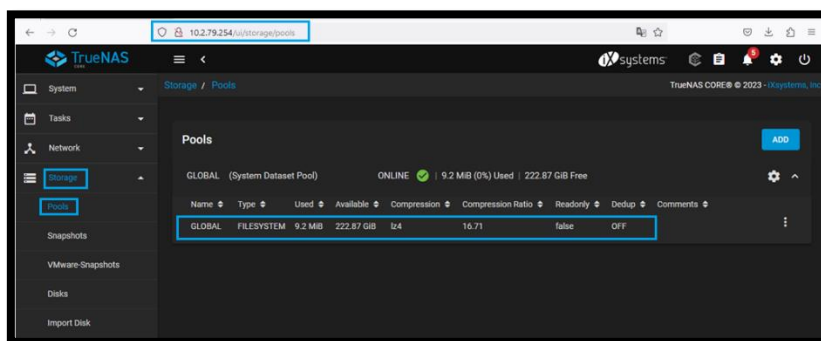 10.2.79.254/ui/storage/pools
TrueNAS
CORE
iXsystems
5
System
Storage / Pools
TrueNAS CORE® © 2023 - iXsystems, Inc
Tasks
Network
Pools
ADD
Storage
GLOBAL (System Dataset Pool) ONLINE | 9.2 MiB (0%) Used | 222.87 GiB Free
Pools
Name Type Used Available Compression Compression Ratio Readonly Dedup Comments
GLOBAL FILESYSTEM 9.2 MiB 222.87 GiB lz4 16.71 false OFF
Snapshots
VMware-Snapshots
Disks
Import Disk